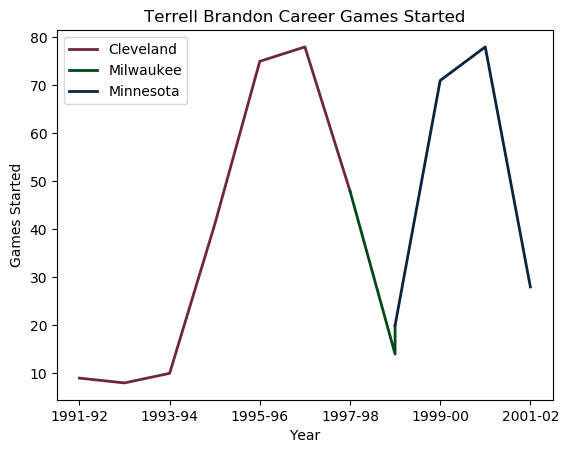 Terrell Brandon Career Games Started
Cleveland
Milwaukee
Minnesota
80
70
60
50
40
30
20
10
Games Started
1991-92 1993-94 1995-96 1997-98 1999-00 2001-02
Year